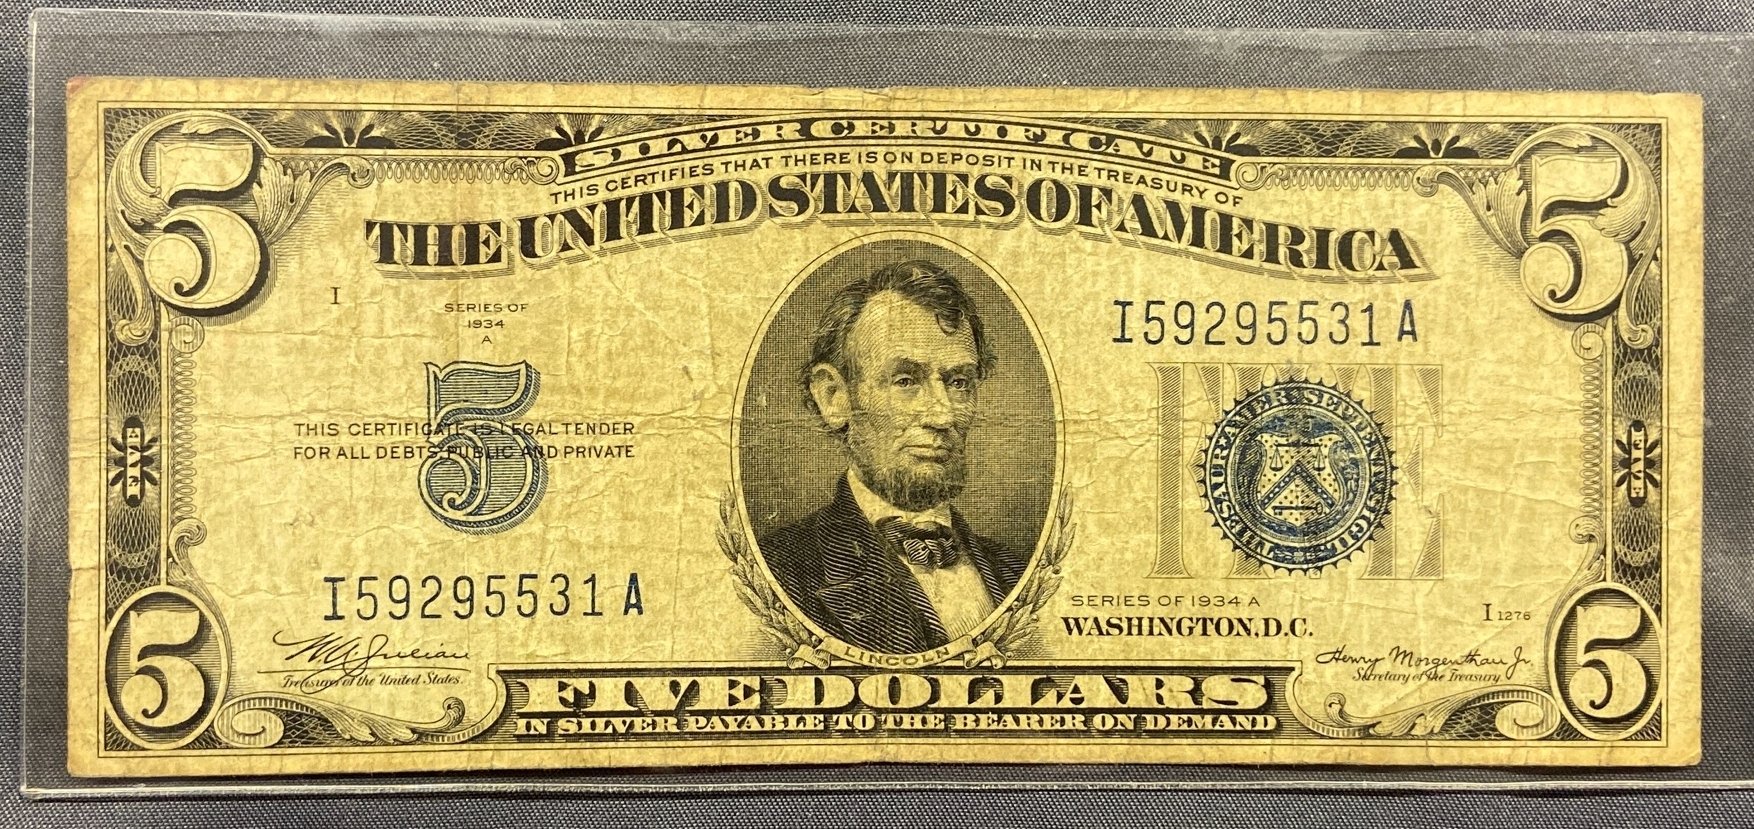 5 SILVER CERTIFICATE 5
THIS CERTIFIES THAT THERE IS ON DEPOSIT IN THE TREASURY OF
THE UNITED STATES OF AMERICA
I
SERIES OF
1934
A
I59295531A
5
FIVE
THIS CERTIFICATE IS LEGAL TENDER
FOR ALL DEBTS PUBLIC AND PRIVATE
FIVE
FIVE
I59295531A
SERIES OF 1934 A
WASHINGTON, D.C.
I 1276
W.A. Julian
Treasurer of the United States.
LINCOLN
Henry Morgenthau Jr.
Secretary of the Treasury.
5 FIVE DOLLARS 5
IN SILVER PAYABLE TO THE BEARER ON DEMAND